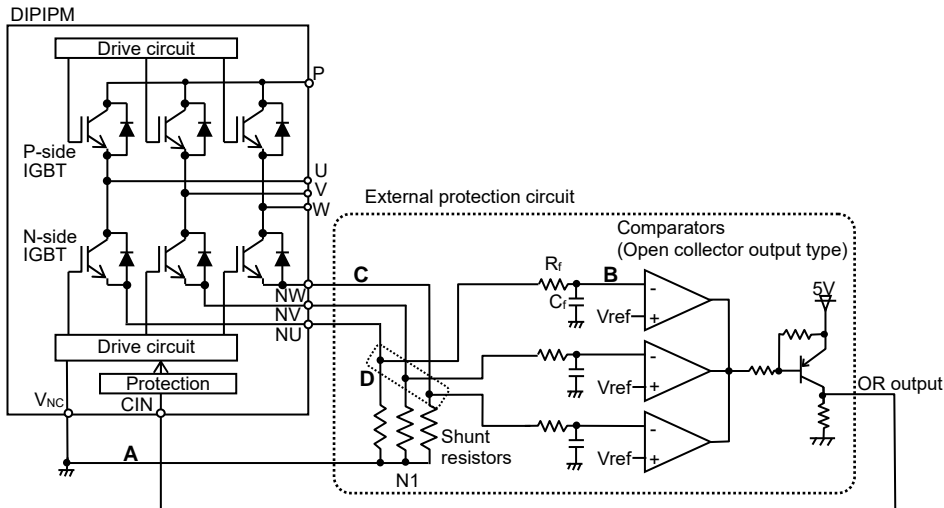 DIPIPM
Drive circuit
P
P-side
IGBT
U
V
W
External protection circuit
N-side
IGBT
Comparators
(Open collector output type)
C
Rf
B
5V
Cf
-
+
Vref
NW
NV
NU
Drive circuit
D
-
+
Vref
Protection
OR output
VNC
CIN
-
+
Vref
Shunt
resistors
A
N1